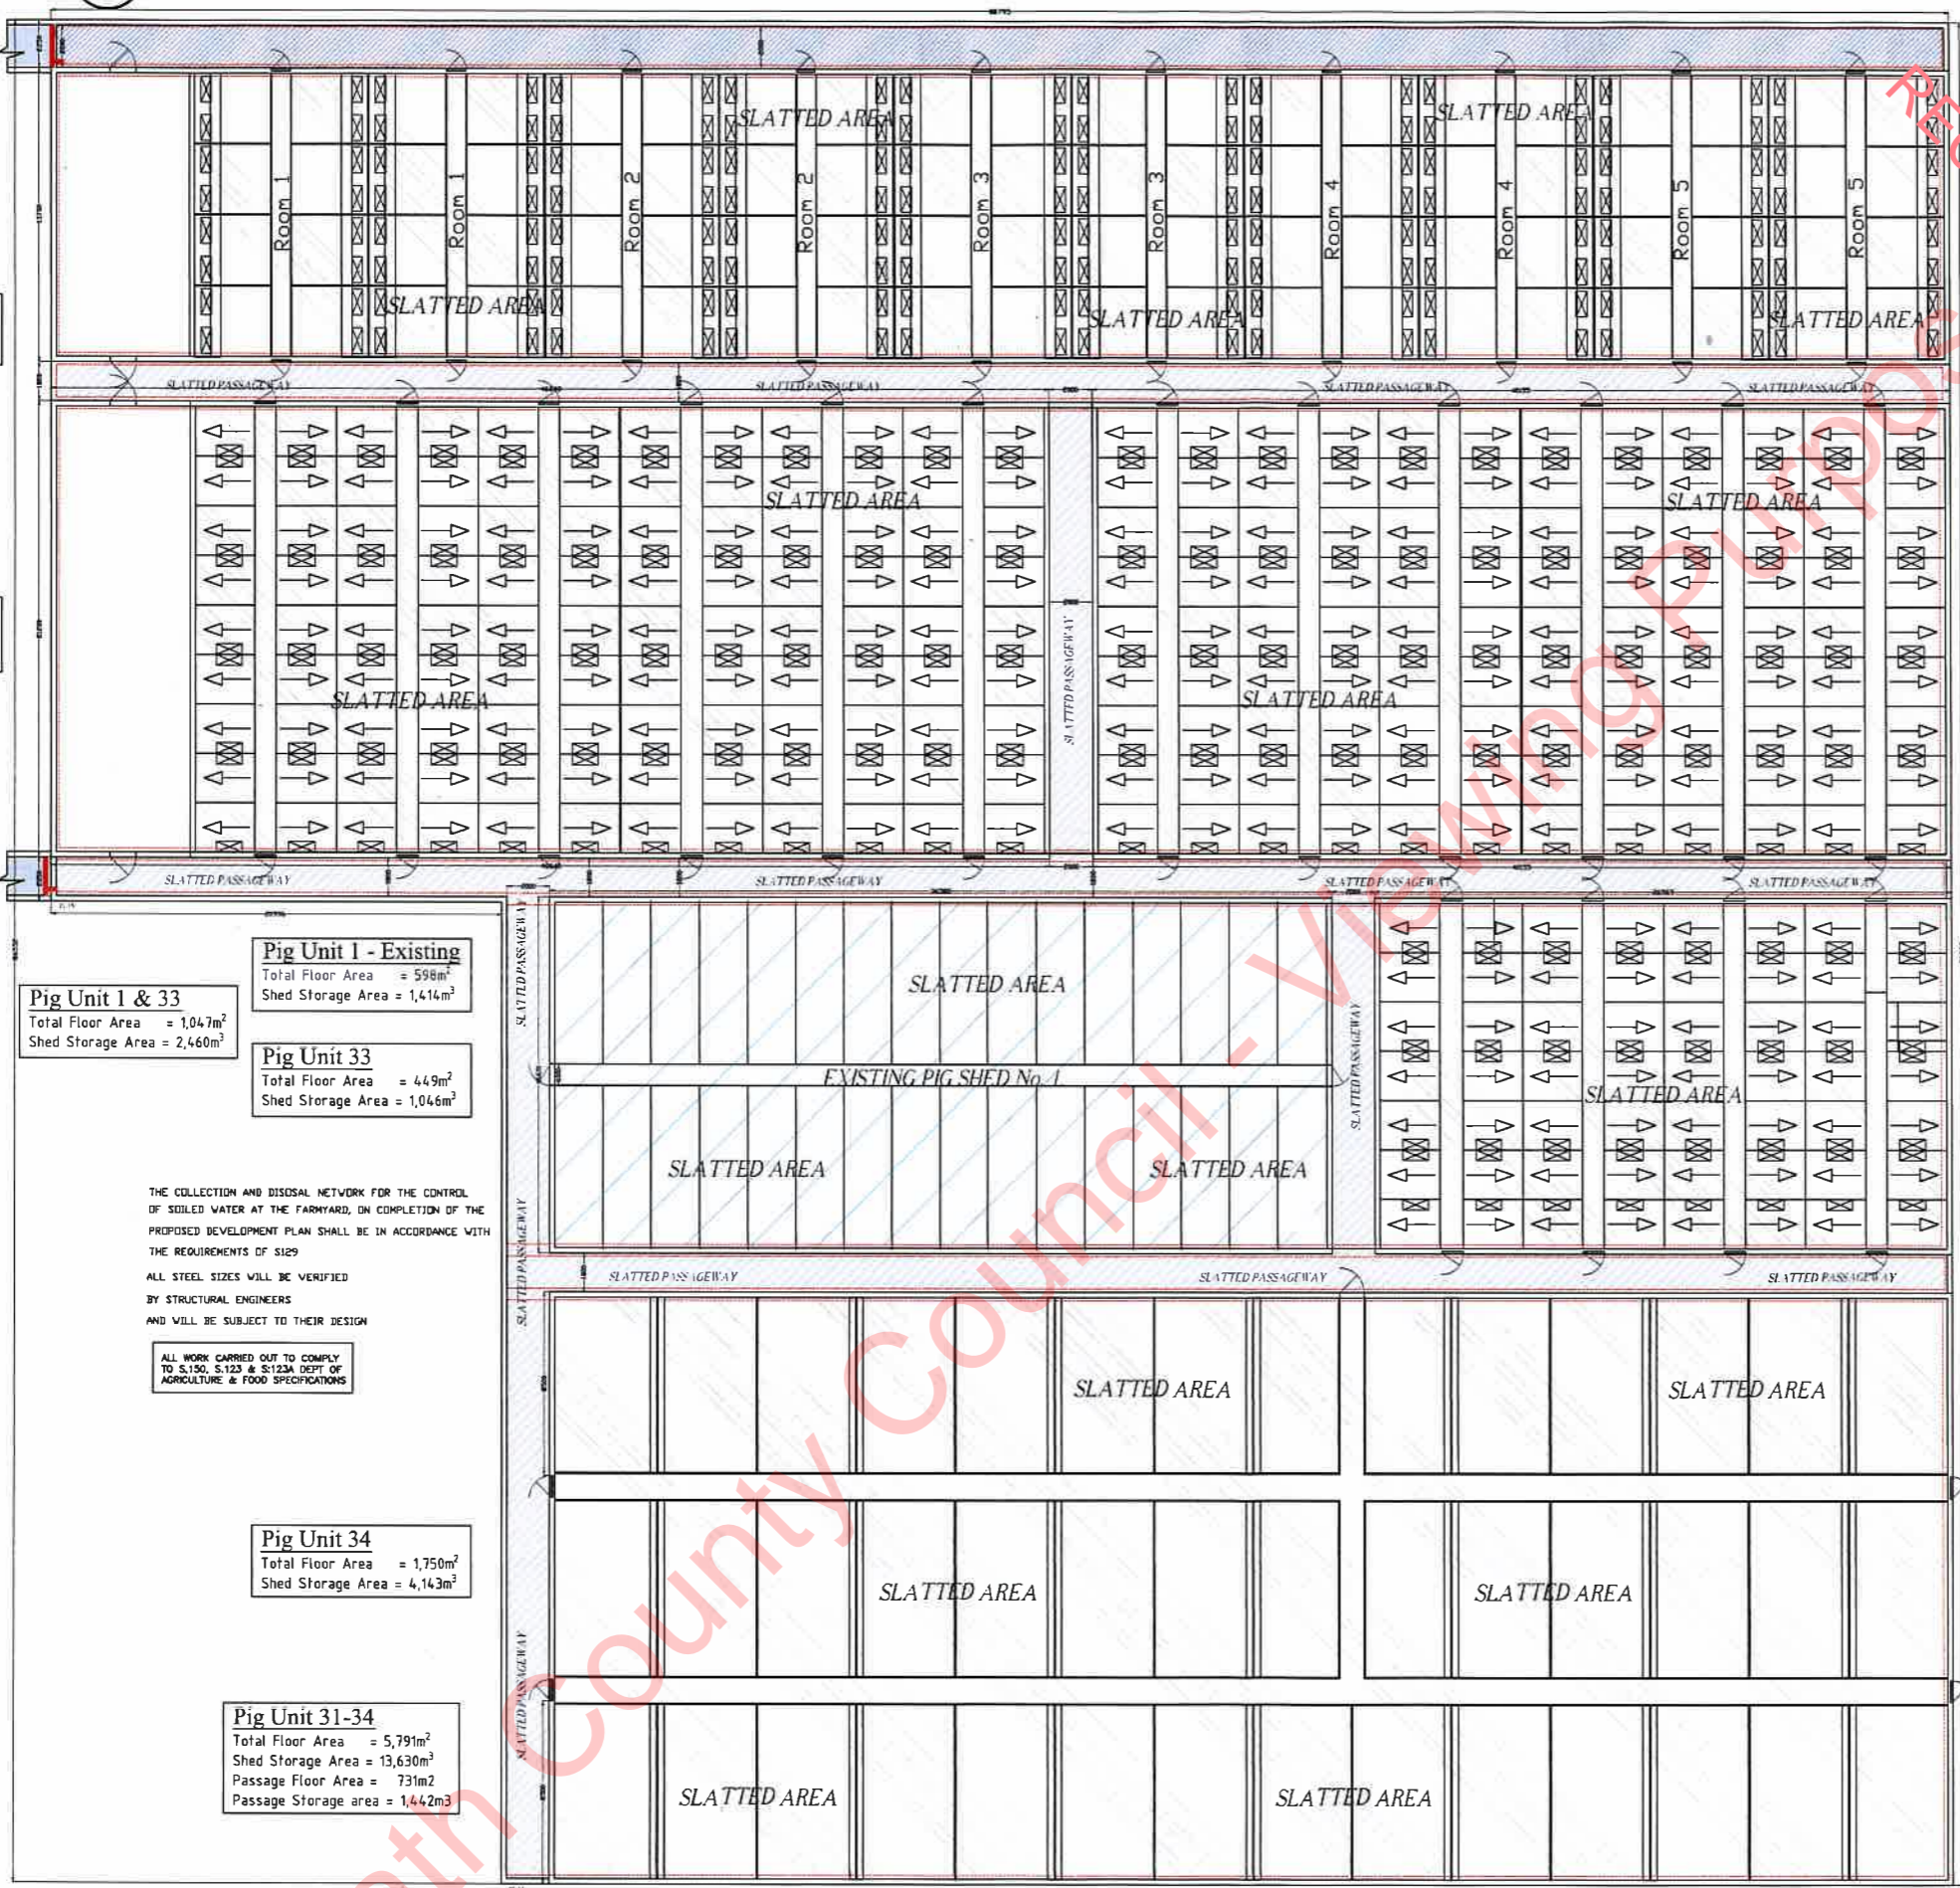 SLATTED AREA
SLATTED AREA
Room 1
Room 1
Room 2
Room 2
Room 3
Room 3
Room 4
Room 4
Room 5
Room 5
SLATTED AREA
SLATTED AREA
SLATTED AREA
SLATTED PASSAGEWAY
SLATTED PASSAGEWAY
SLATTED PASSAGEWAY
SLATTED PASSAGEWAY
SLATTED AREA
SLATTED AREA
SLATTED PASSAGEWAY
SLATTED AREA
SLATTED AREA
SLATTED PASSAGEWAY
SLATTED PASSAGEWAY
SLATTED PASSAGEWAY
SLATTED PASSAGEWAY
Pig Unit 1 - Existing
Total Floor Area = 598m²
Shed Storage Area = 1,414m³
Pig Unit 1 & 33
Total Floor Area = 1,047m²
Shed Storage Area = 2,460m³
Pig Unit 33
Total Floor Area = 449m²
Shed Storage Area = 1,046m³
SLATTED PASSAGEWAY
SLATTED AREA
EXISTING PIG SHED No. 1
SLATTED PASSAGEWAY
SLATTED AREA
SLATTED AREA
SLATTED AREA
THE COLLECTION AND DISOSAL NETWORK FOR THE CONTROL
OF SOILED WATER AT THE FARMYARD, ON COMPLETION OF THE
PROPOSED DEVELOPMENT PLAN SHALL BE IN ACCORDANCE WITH
THE REQUIREMENTS OF S129
ALL STEEL SIZES WILL BE VERIFIED
BY STRUCTURAL ENGINEERS
AND WILL BE SUBJECT TO THEIR DESIGN
ALL WORK CARRIED OUT TO COMPLY
TO S.150, S.123 & S:123A DEPT OF
AGRICULTURE & FOOD SPECIFICATIONS
SLATTED PASSAGEWAY
SLATTED PASSAGEWAY
SLATTED PASSAGEWAY
SLATTED PASSAGEWAY
SLATTED AREA
SLATTED AREA
Pig Unit 34
Total Floor Area = 1,750m²
Shed Storage Area = 4,143m³
SLATTED AREA
SLATTED AREA
SLATTED PASSAGEWAY
Pig Unit 31-34
Total Floor Area = 5,791m²
Shed Storage Area = 13,630m³
Passage Floor Area = 731m2
Passage Storage area = 1,442m3
SLATTED AREA
SLATTED AREA
County Council - Viewing